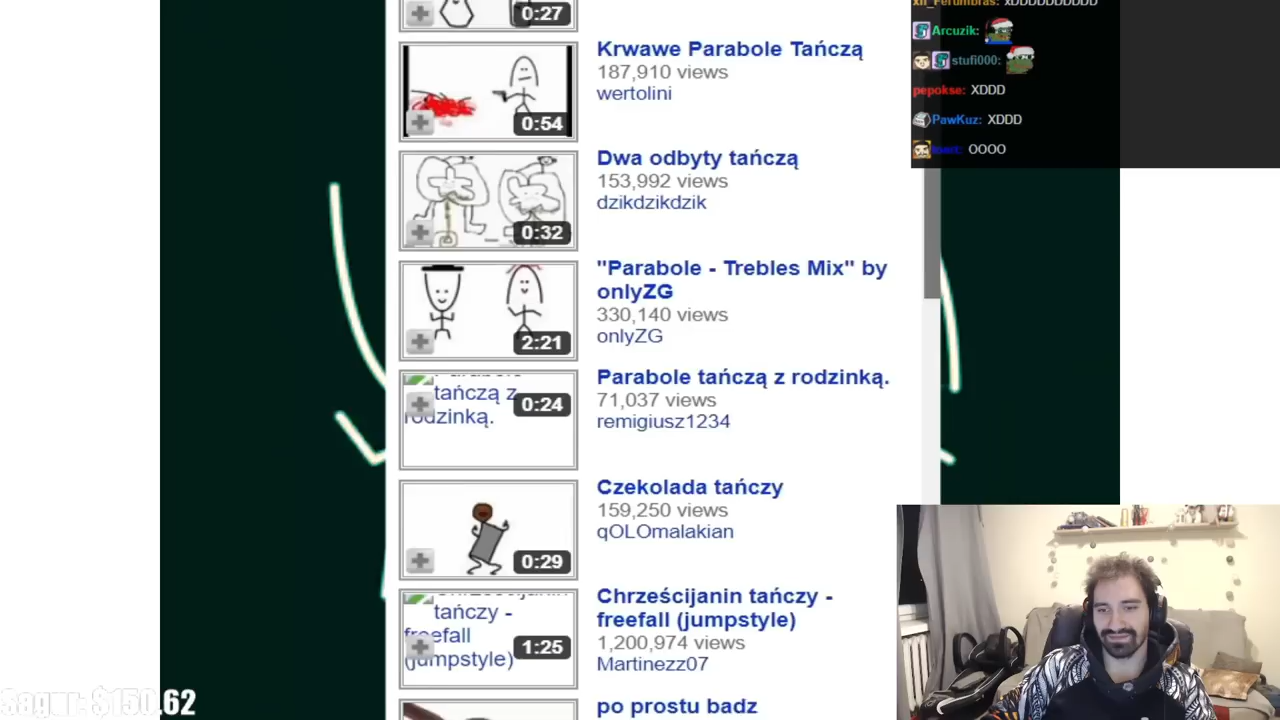 0:27
Krwawe Parabole Tańczą
187,910 views
wertolini
0:54
Dwa odbyty tańczą
153,992 views
dzikdzikdzik
0:32
"Parabole - Trebles Mix" by
onlyZG
330,140 views
onlyZG
2:21
tańczą z
rodzinką.
0:24
Parabole tańczą z rodzinką.
71,037 views
remigiusz1234
Czekolada tańczy
159,250 views
qOLOmalakian
0:29
tańczy -
freefall
(jumpstyle)
1:25
Chrześcijanin tańczy -
freefall (jumpstyle)
1,200,974 views
Martinezz07
po prostu badz
Arcuzik:
stufi000:
pepokse: XDDD
PawKuz: XDDD
OOOO
$150.62